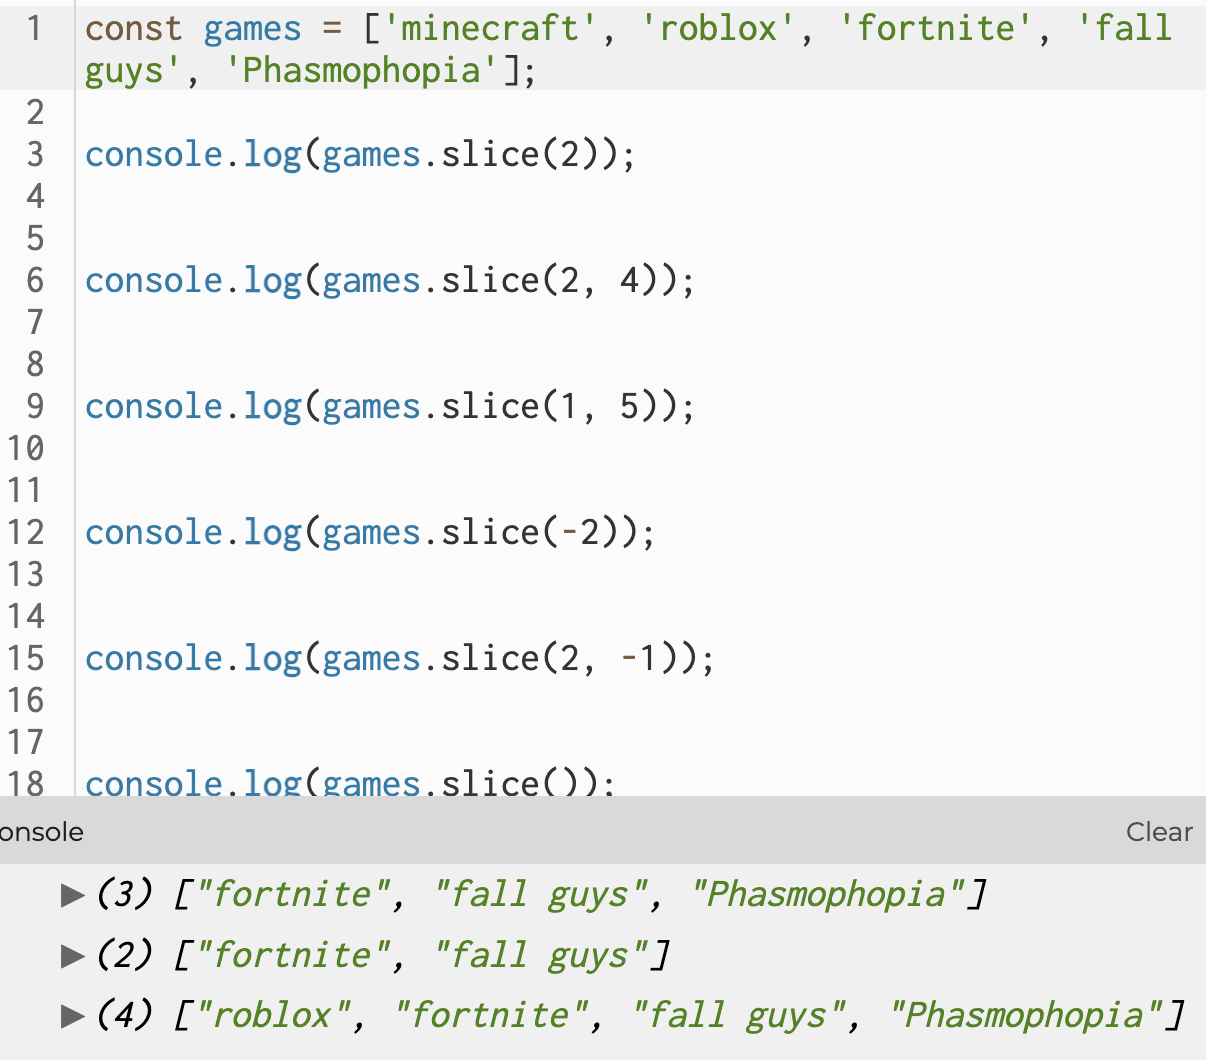 1 const games = ['minecraft', 'roblox', 'fortnite', 'fall
guys', 'Phasmophopia'];
2
3 console.log(games.slice(2));
4
5
6 console.log(games.slice(2, 4));
7
8
9 console.log(games.slice(1, 5));
10
11
12 console.log(games.slice(-2));
13
14
15 console.log(games.slice(2, -1));
16
17
18 console.log(games.slice());
onsole Clear
▶ (3) ["fortnite", "fall guys", "Phasmophopia"]
▶ (2) ["fortnite", "fall guys"]
▶ (4) ["roblox", "fortnite", "fall guys", "Phasmophopia"]